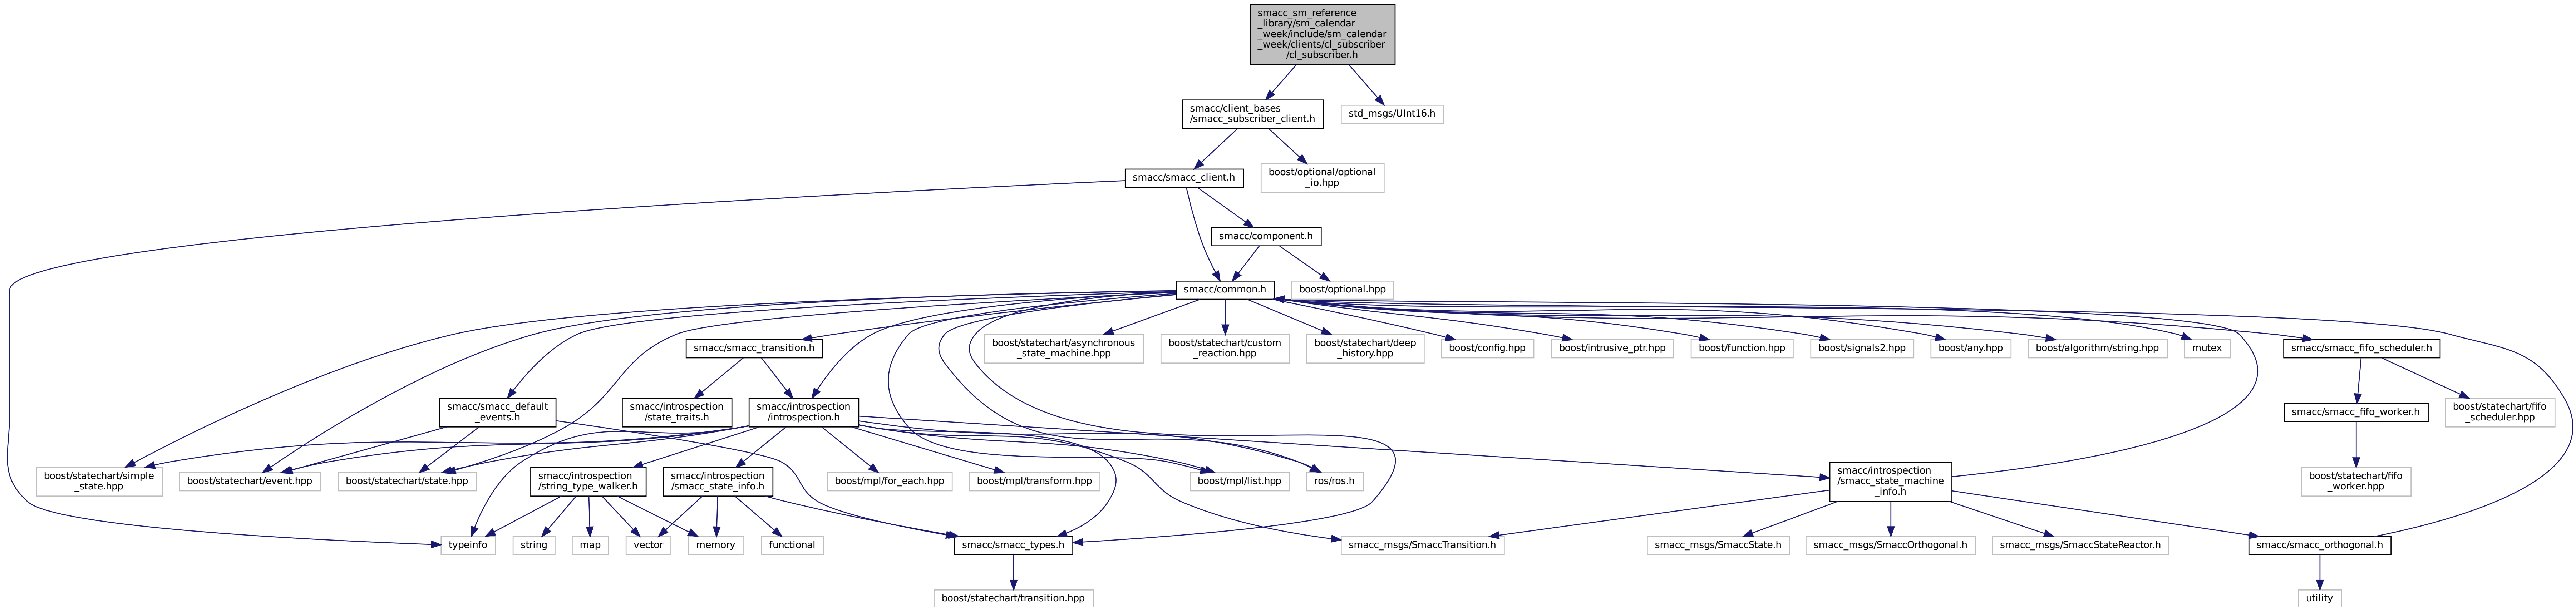 smacc_sm_reference
_library/sm_calendar
_week/include/sm_calendar
_week/clients/cl_subscriber
/cl_subscriber.h
smacc/client_bases
/smacc_subscriber_client.h
std_msgs/UInt16.h
smacc/smacc_client.h
boost/optional/optional
_io.hpp
smacc/component.h
smacc/common.h
boost/optional.hpp
smacc/smacc_transition.h
boost/statechart/asynchronous
_state_machine.hpp
boost/statechart/custom
_reaction.hpp
boost/statechart/deep
_history.hpp
boost/config.hpp
boost/intrusive_ptr.hpp
boost/function.hpp
boost/signals2.hpp
boost/any.hpp
boost/algorithm/string.hpp
mutex
smacc/smacc_fifo_scheduler.h
smacc/smacc_default
_events.h
smacc/introspection
/state_traits.h
smacc/introspection
/introspection.h
smacc/smacc_fifo_worker.h
boost/statechart/fifo
_scheduler.hpp
boost/statechart/simple
_state.hpp
boost/statechart/event.hpp
boost/statechart/state.hpp
smacc/introspection
/string_type_walker.h
smacc/introspection
/smacc_state_info.h
boost/mpl/for_each.hpp
boost/mpl/transform.hpp
boost/mpl/list.hpp
ros/ros.h
smacc/introspection
/smacc_state_machine
_info.h
boost/statechart/fifo
_worker.hpp
typeinfo
string
map
vector
memory
functional
smacc/smacc_types.h
smacc_msgs/SmaccTransition.h
smacc_msgs/SmaccState.h
smacc_msgs/SmaccOrthogonal.h
smacc_msgs/SmaccStateReactor.h
smacc/smacc_orthogonal.h
boost/statechart/transition.hpp
utility